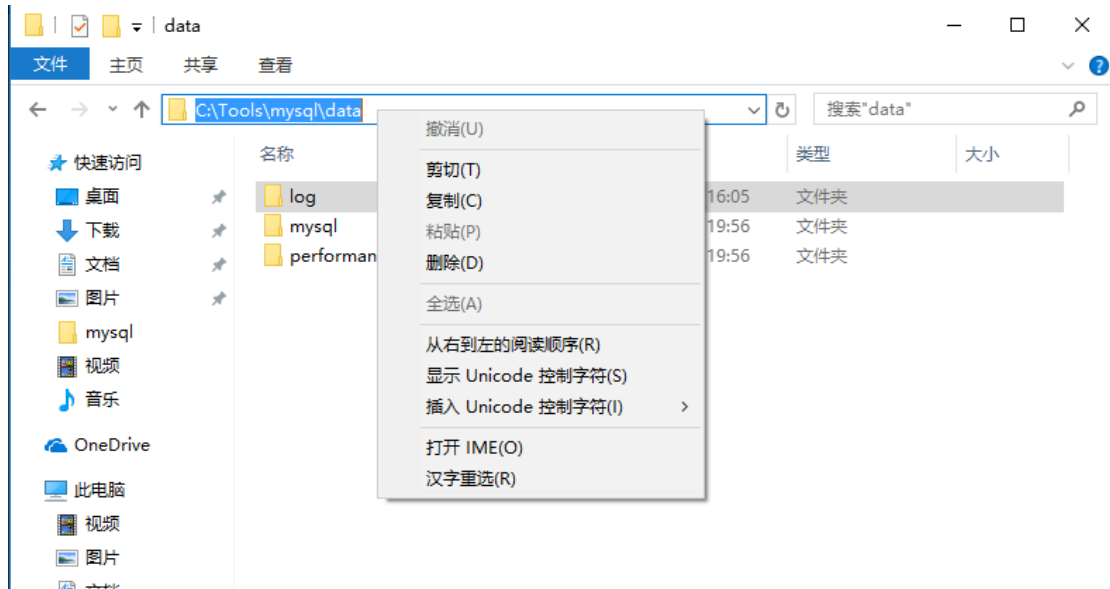 data
文件 主页 共享 查看
C:\Tools\mysql\data
搜索"data"
名称 类型 大小
快速访问
桌面
下载
文档
图片
mysql
视频
音乐
OneDrive
此电脑
视频
图片
log 16:05 文件夹
mysql 19:56 文件夹
performan 19:56 文件夹
撤消(U)
剪切(T)
复制(C)
粘贴(P)
删除(D)
全选(A)
从右到左的阅读顺序(R)
显示 Unicode 控制字符(S)
插入 Unicode 控制字符(I)
打开 IME(O)
汉字重选(R)